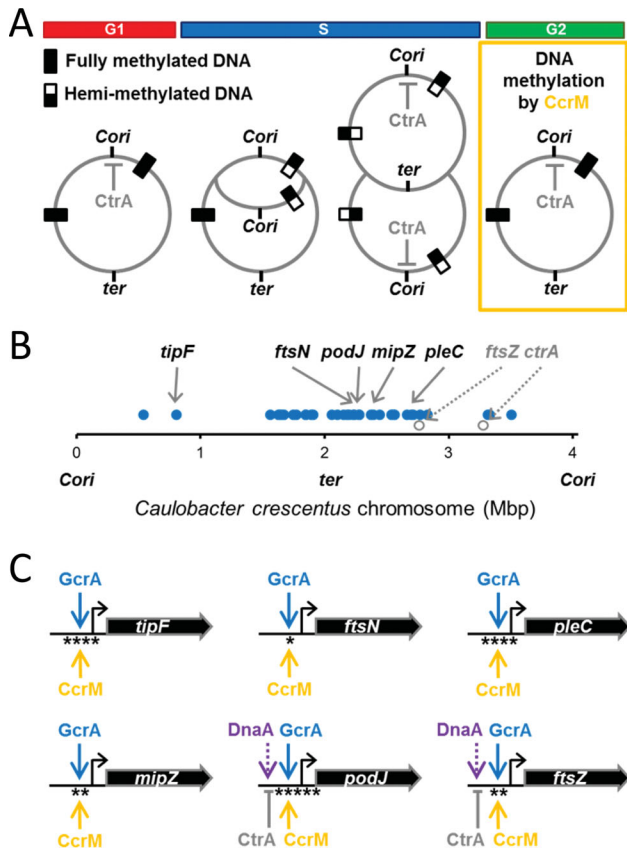 A
G1 S G2
Fully methylated DNA
Hemi-methylated DNA
DNA
methylation
by CcrM
Cori
CtrA
ter
Cori
Cori
ter
Cori
CtrA
ter
CtrA
Cori
Cori
CtrA
ter
B
tipF ftsN podJ mipZ pleC ftsZ ctrA
0 1 2 3 4
Cori ter Cori
Caulobacter crescentus chromosome (Mbp)
C
GcrA GcrA GcrA
tipF ftsN pleC
**** * ****
CcrM CcrM CcrM
GcrA DnaA GcrA DnaA GcrA
mipZ podJ ftsZ
** ***** **
CcrM CtrA CcrM CtrA CcrM